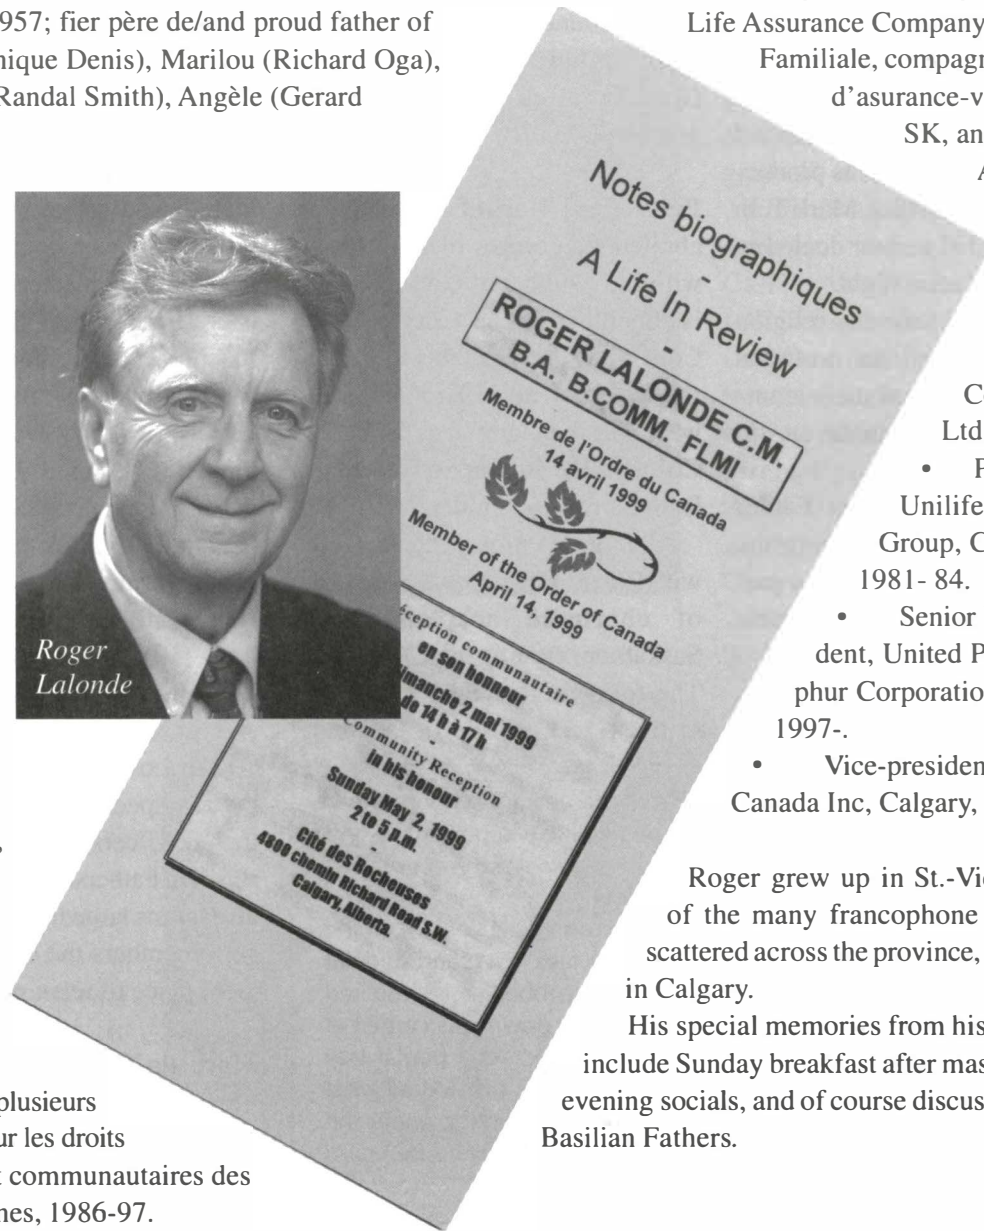 1957; fier père de/and proud father of
nique Denis), Marilou (Richard Oga),
Randal Smith), Angèle (Gerard
Roger
Lalonde
plusieurs
ur les droits
t communautaires des
nes, 1986-97.
Notes biographiques
-
A Life In Review
-
ROGER LALONDE C.M.
B.A. B.COMM. FLMI
Membre de l'Ordre du Canada
14 avril 1999
Member of the Order of Canada
April 14, 1999
éception communautaire
en son honneur
imanche 2 mai 1999
de 14 h à 17 h
-
Community Reception
in his honour
Sunday May 2, 1999
2 to 5 p.m.
-
Cité des Rocheuses
4800 chemin Richard Road S.W.
Calgary, Alberta.
Life Assurance Company
Familiale, compagn
d'asurance-v
SK, an
A
C
Ltd
• P
Unilife
Group, C
1981- 84.
• Senior
dent, United P
phur Corporatio
1997-.
• Vice-presiden
Canada Inc, Calgary,
Roger grew up in St.-Vi
of the many francophone
scattered across the province,
in Calgary.
His special memories from his
include Sunday breakfast after mas
evening socials, and of course discus
Basilian Fathers.